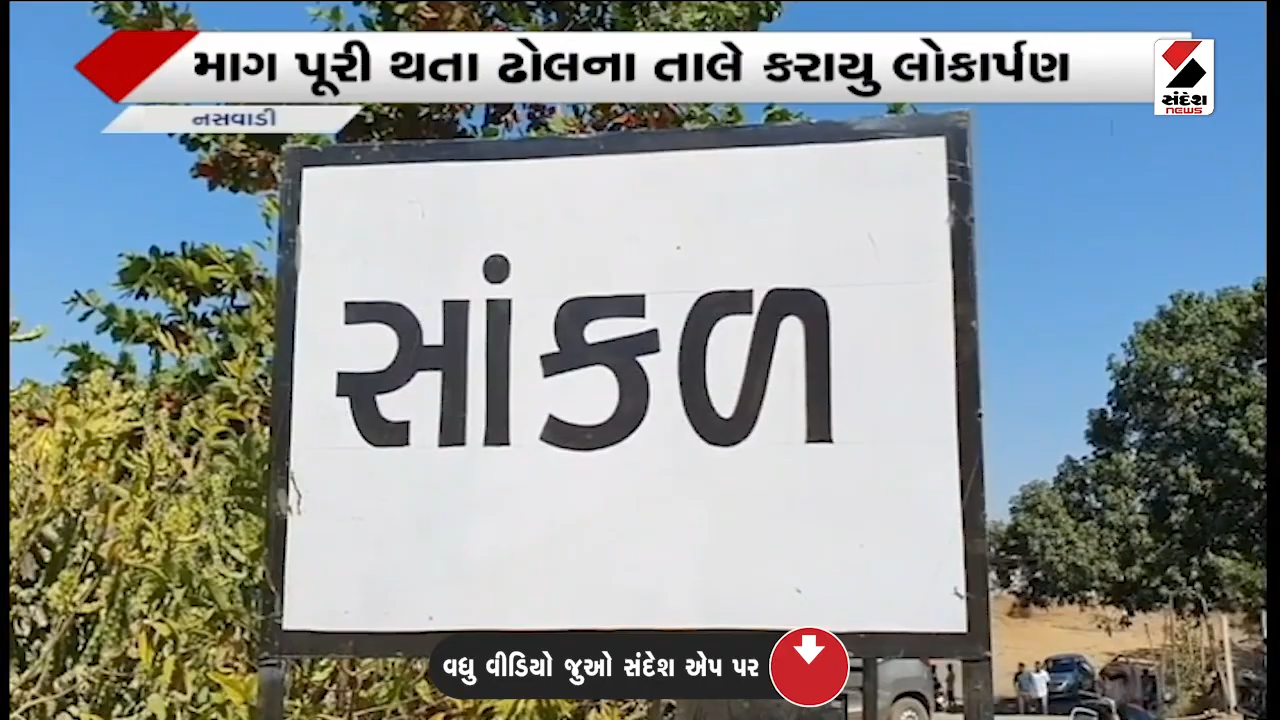 માગ પૂરી થતા ઢોલના તાલે કરાયુ લોકાર્પણ
સંદેશ
NEWS
નસવાડી
સાંકળ
વધુ વીડિયો જુઓ સંદેશ એપ પર